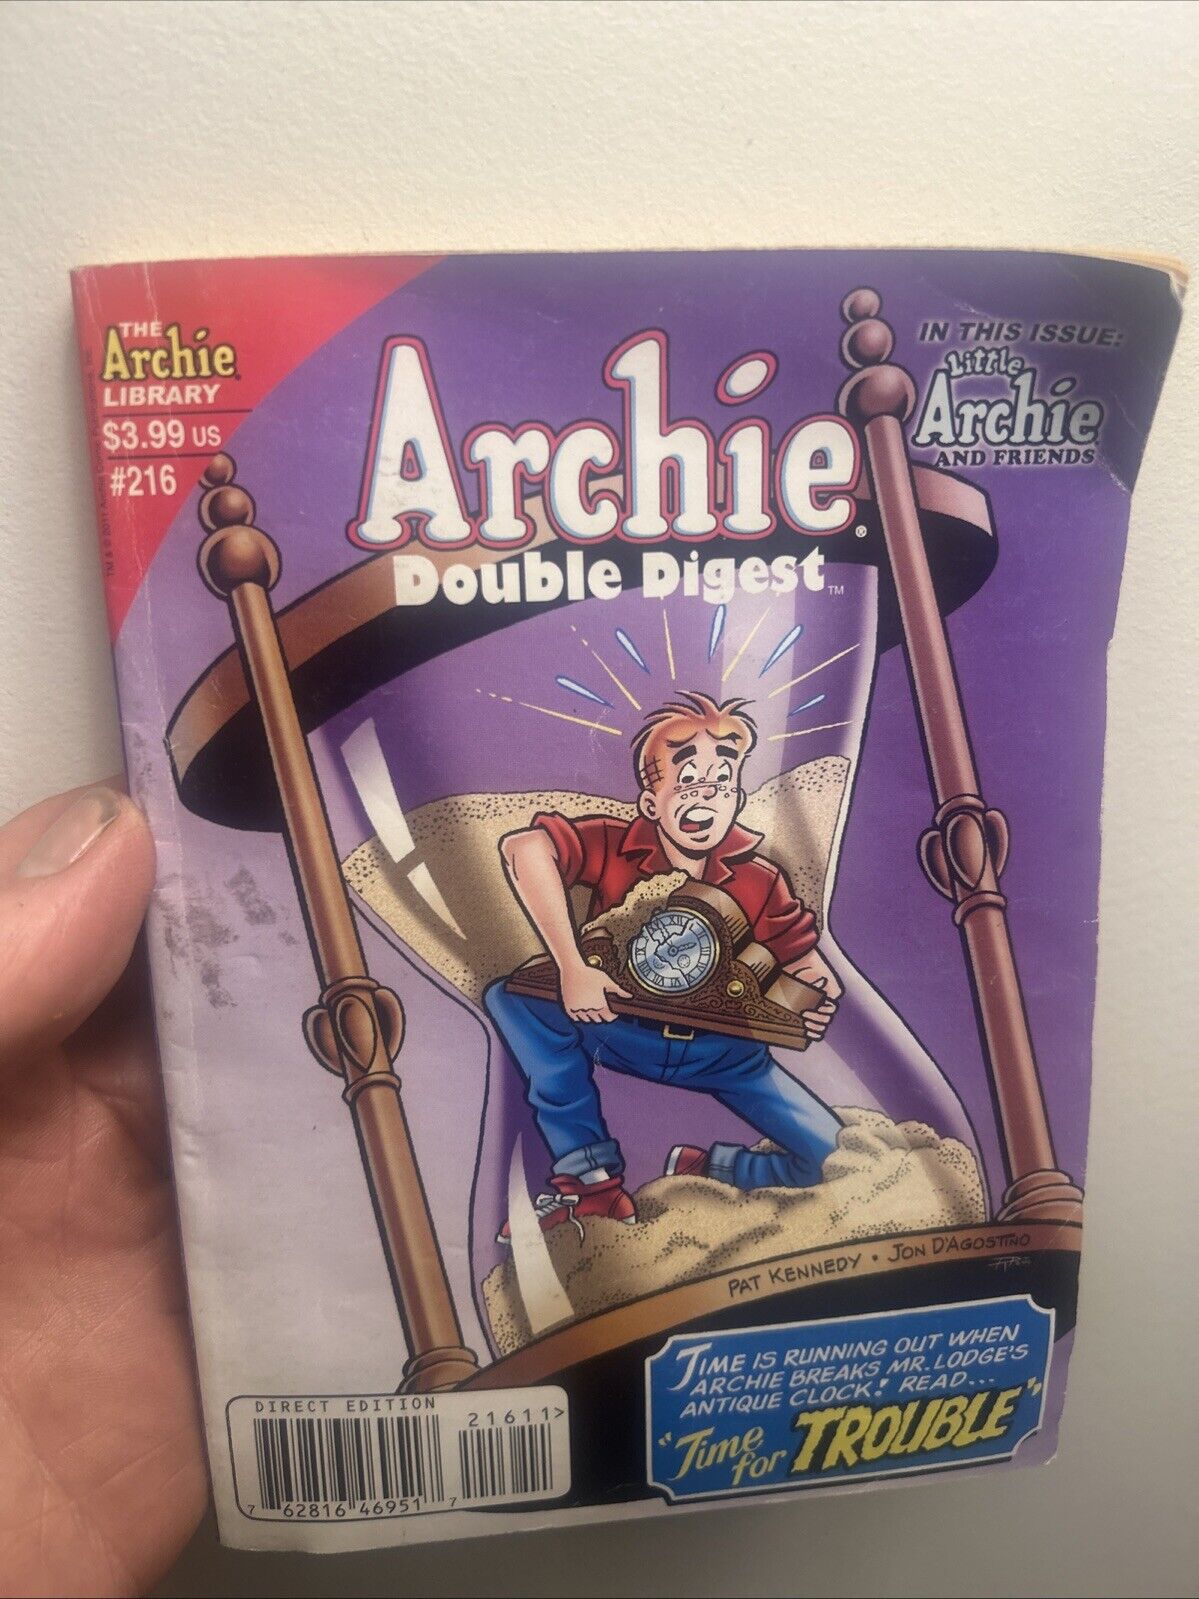 THE
Archie
LIBRARY
$3.99 US
#216
Archie®
Double Digest™
IN THIS ISSUE:
Little
Archie
AND FRIENDS
XII
PAT KENNEDY • JON D'AGOSTINO
TIME IS RUNNING OUT WHEN
ARCHIE BREAKS MR. LODGE'S
ANTIQUE CLOCK! READ...
"Time
for TROUBLE"
DIRECT EDITION
21611>
7 62816 46951 7